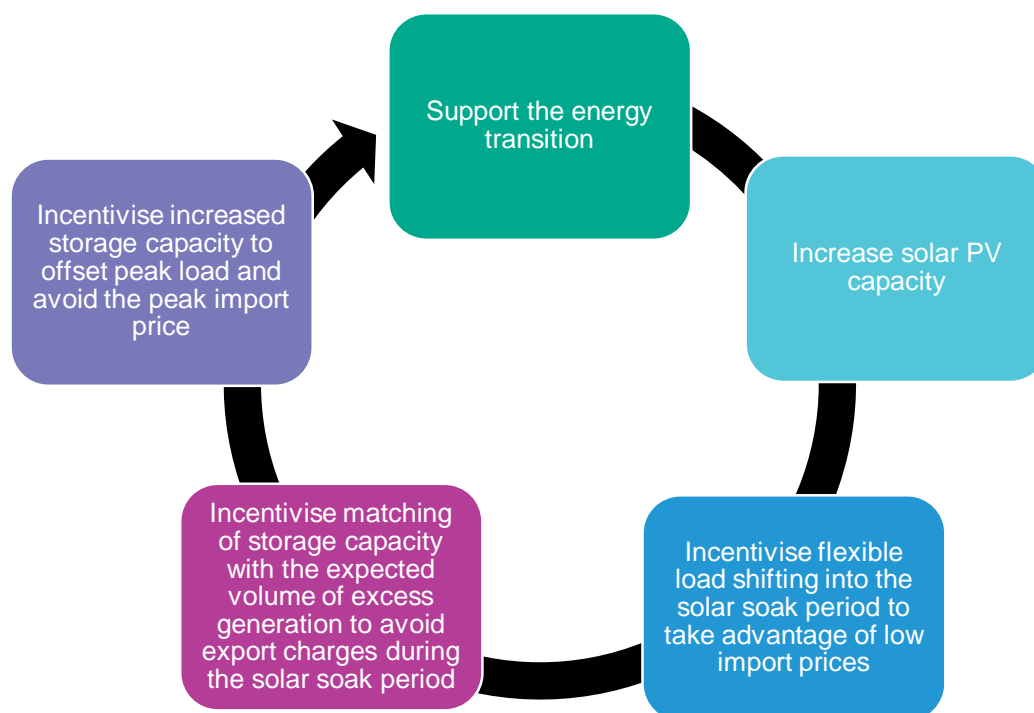 Support the energy
transition
Increase solar PV
capacity
Incentivise flexible
load shifting into the
solar soak period to
take advantage of low
import prices
Incentivise matching
of storage capacity
with the expected
volume of excess
generation to avoid
export charges during
the solar soak period
Incentivise increased
storage capacity to
offset peak load and
avoid the peak import
price